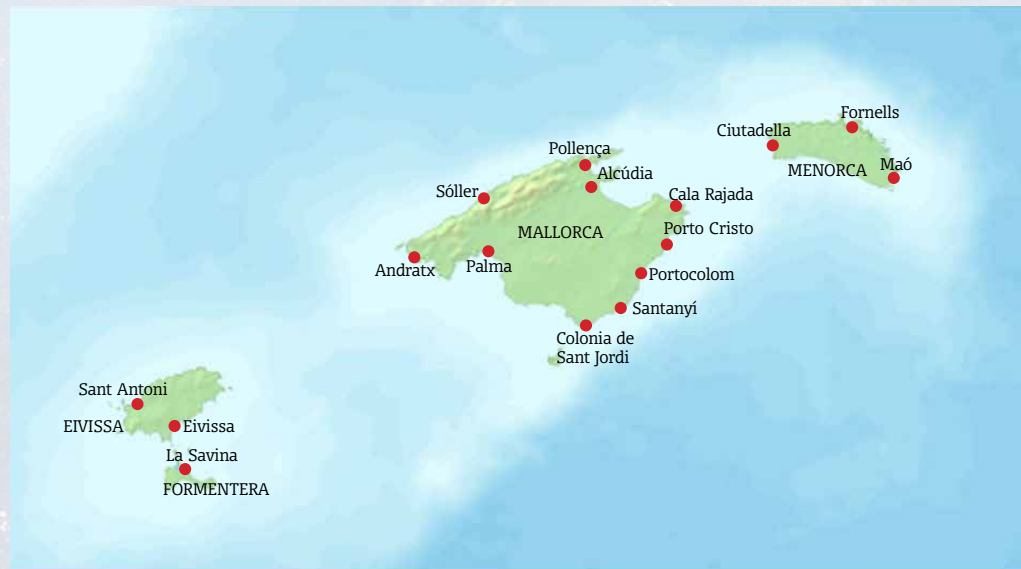 Fornells
Ciutadella
Pollença
Maó
MENORCA
Alcúdia
Sóller
Cala Rajada
Porto Cristo
MALLORCA
Palma
Andratx
Portocolom
Santanyí
Colonia de
Sant Jordi
Sant Antoni
EIVISSA
Eivissa
La Savina
FORMENTERA